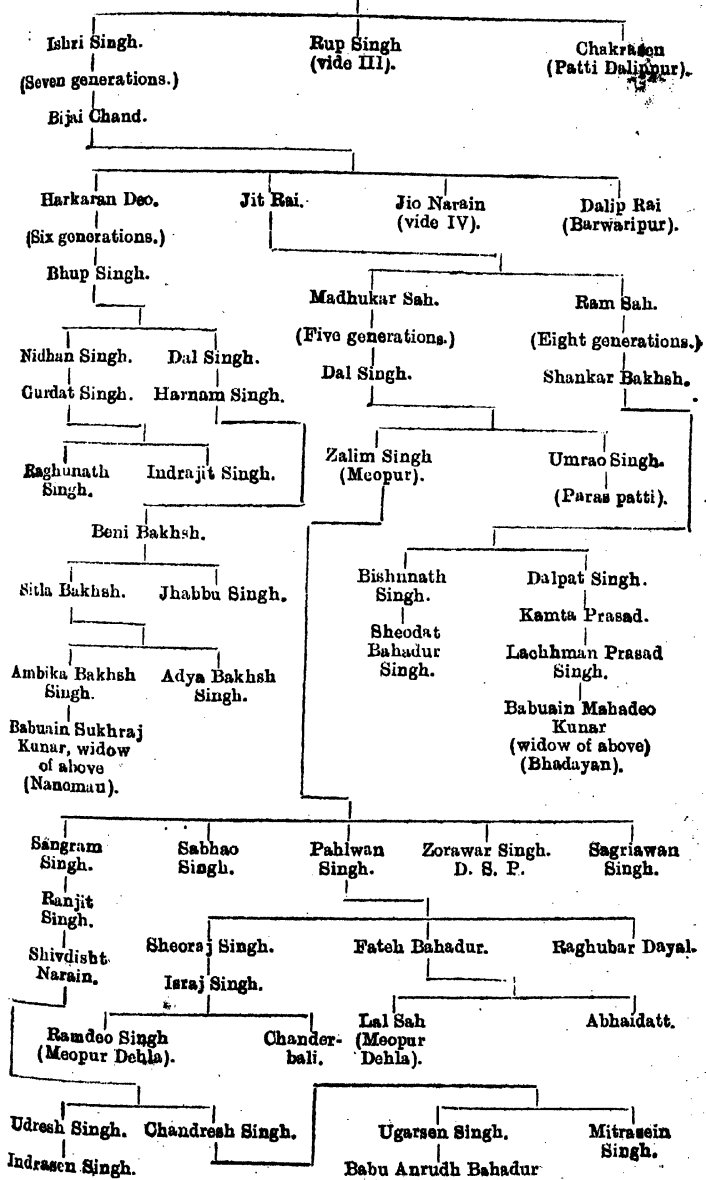 Ishri Singh. Rup Singh Chakrasen
(vide III). (Patti Dalippur).
(Seven generations.)
Bijai Chand.
Harkaran Deo. Jit Rai. Jio Narain Dalip Rai
(vide IV). (Barwaripur).
(Six generations.)
Bhup Singh.
Madhukar Sah. Ram Sah.
(Five generations.) (Eight generations.)
Nidhan Singh. Dal Singh. Dal Singh. Shankar Bakhsh.
Gurdat Singh. Harnam Singh.
Zalim Singh Umrao Singh.
(Meopur).
Raghunath Indrajit Singh.
Singh. (Paras patti).
Beni Bakhsh.
Bishunath Dalpat Singh.
Singh.
Sitla Bakhsh. Jhabbu Singh. Kamta Prasad.
Sheodat
Bahadur Lachhman Prasad
Singh. Singh.
Ambika Bakhsh Adya Bakhsh
Singh. Singh.
Babuain Mahadeo
Babuain Sukhraj Kunar
Kunar, widow (widow of above)
of above (Bhadayan).
(Nanomau).
Sangram Sabhao Pahlwan Zorawar Singh. Sagriawan
Singh. Singh. Singh. D. S. P. Singh.
Ranjit
Singh.
Sheoraj Singh. Fateh Bahadur. Raghubar Dayal.
Shivdisht
Narain. Israj Singh.
Ramdeo Singh Chander- Lal Sah Abhaidatt.
(Meopur Dehla). bali. (Meopur
Dehla).
Udresh Singh. Chandresh Singh. Ugarsen Singh. Mitrasein
Singh.
Indrasen Singh. Babu Anrudh Bahadur